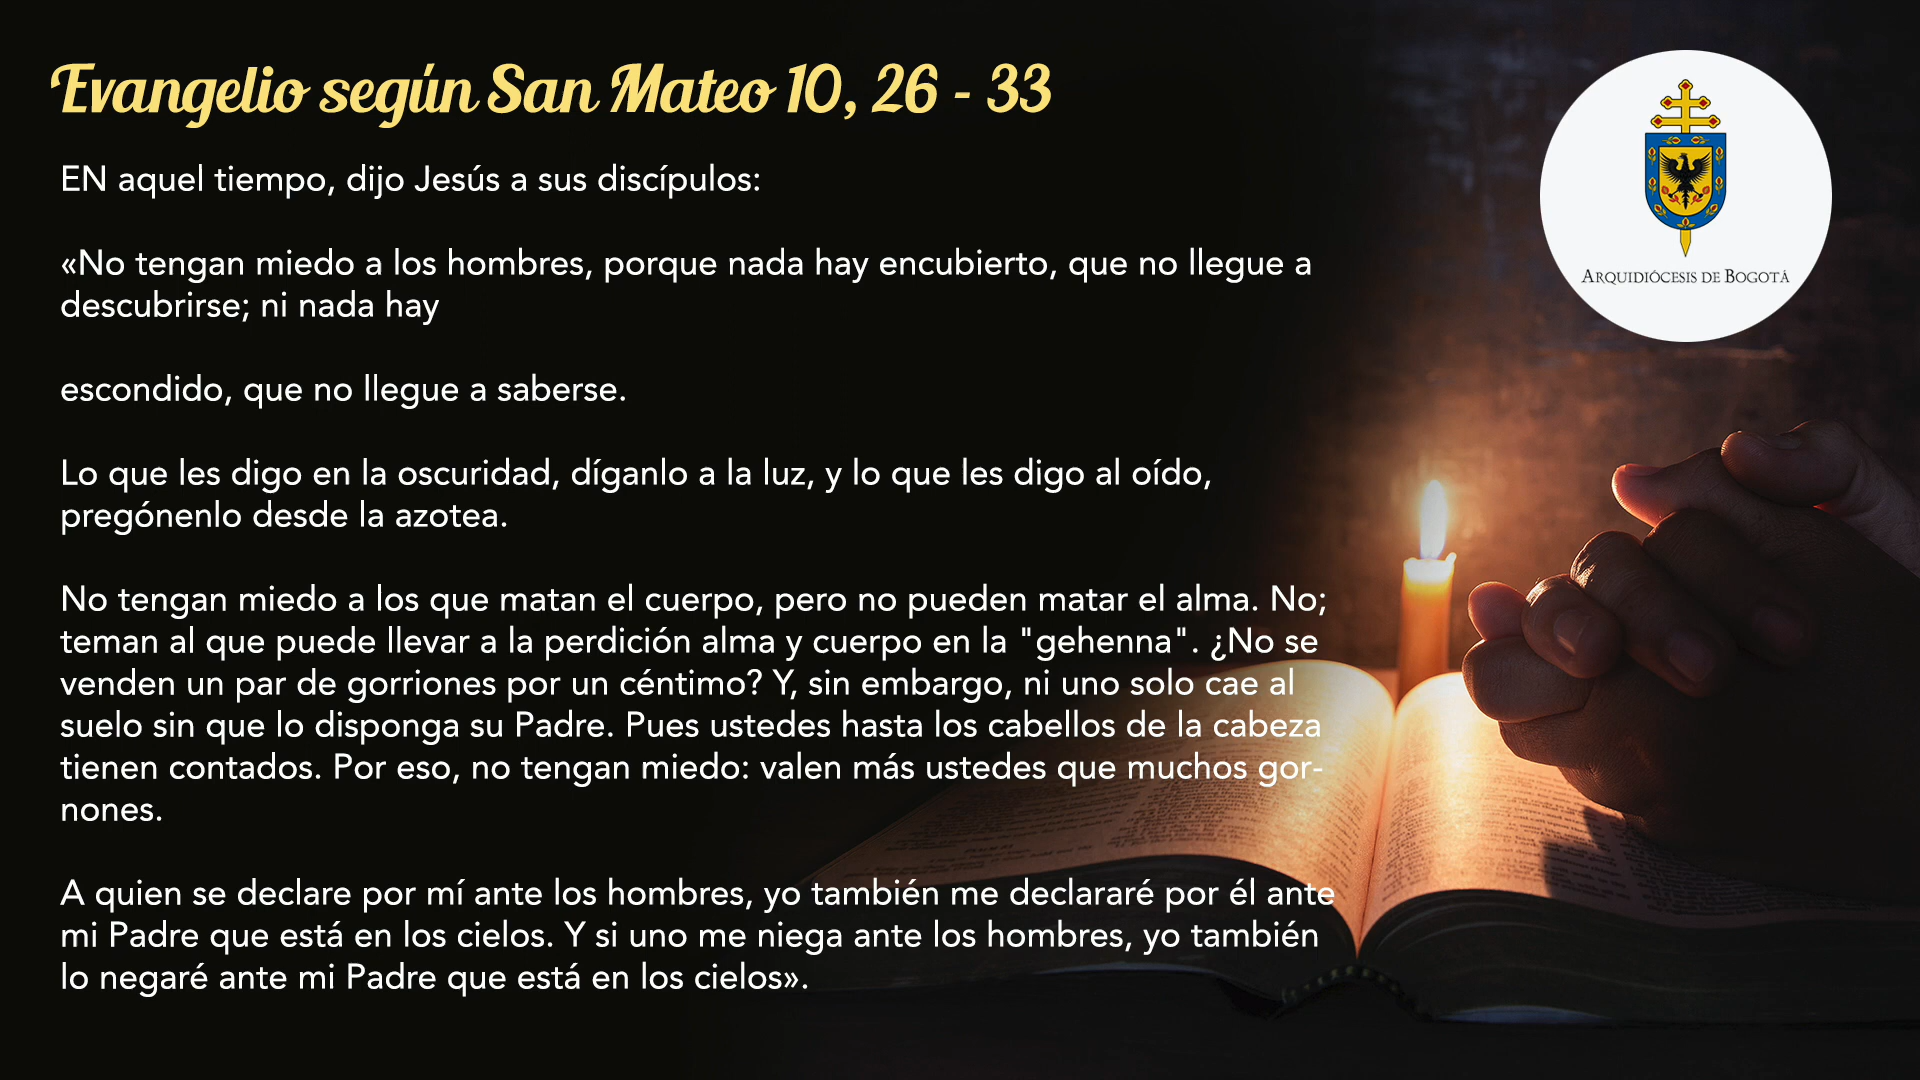 Evangelio según San Mateo 10, 26 - 33
ARQUIDIÓCESIS DE BOGOTÁ
EN aquel tiempo, dijo Jesús a sus discípulos:
«No tengan miedo a los hombres, porque nada hay encubierto, que no llegue a
descubrirse; ni nada hay
escondido, que no llegue a saberse.
Lo que les digo en la oscuridad, díganlo a la luz, y lo que les digo al oído,
pregónenlo desde la azotea.
No tengan miedo a los que matan el cuerpo, pero no pueden matar el alma. No;
teman al que puede llevar a la perdición alma y cuerpo en la "gehenna". ¿No se
venden un par de gorriones por un céntimo? Y, sin embargo, ni uno solo cae al
suelo sin que lo disponga su Padre. Pues ustedes hasta los cabellos de la cabeza
tienen contados. Por eso, no tengan miedo: valen más ustedes que muchos gor-
nones.
A quien se declare por mí ante los hombres, yo también me declararé por él ante
mi Padre que está en los cielos. Y si uno me niega ante los hombres, yo también
lo negaré ante mi Padre que está en los cielos».